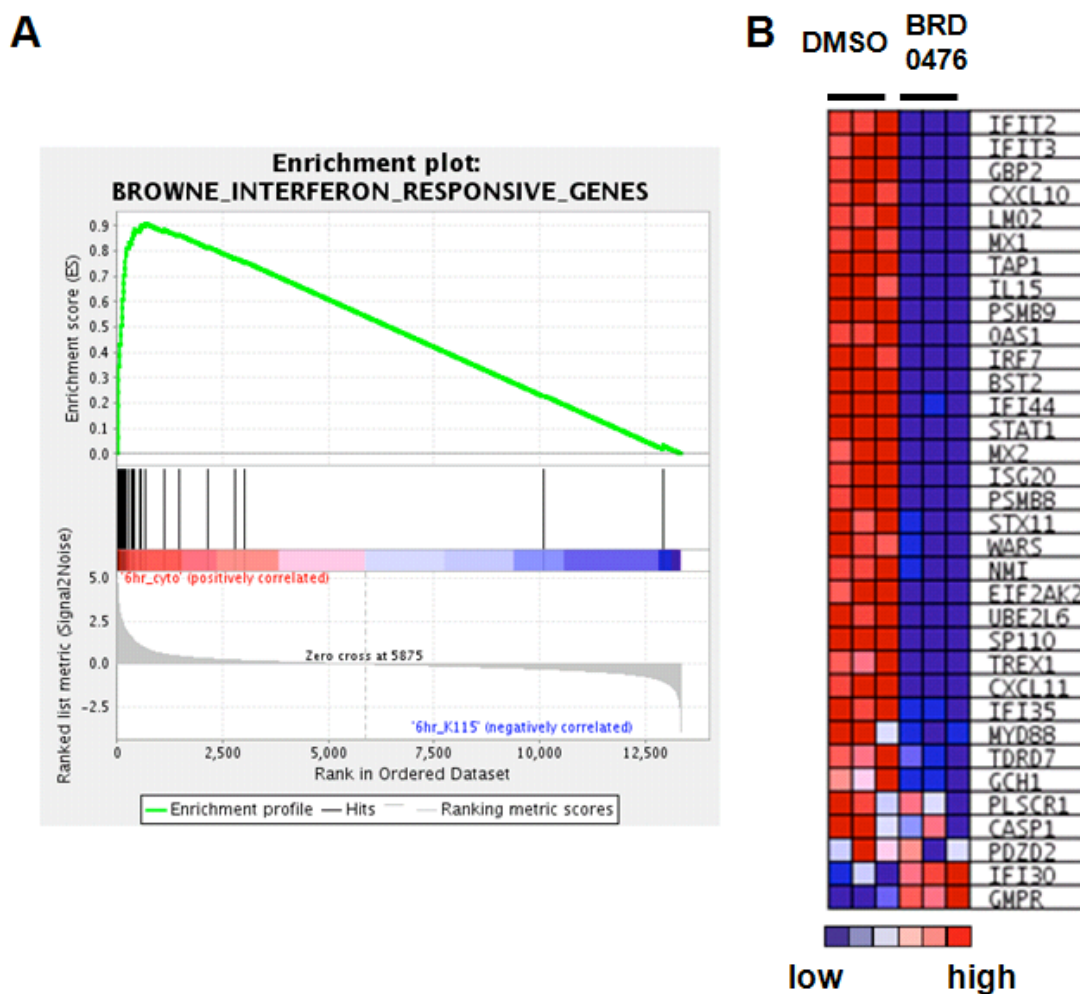 A
Enrichment plot:
BROWNE_INTERFERON_RESPONSIVE_GENES
Enrichment score (ES)
0.9
0.8
0.7
0.6
0.5
0.4
0.3
0.2
0.1
0.0
Ranked list metric (Signal2Noise)
5.0
2.5
0.0
-2.5
'6hr_cyto' (positively correlated)
Zero cross at 5875
'6hr_K115' (negatively correlated)
0 2,500 5,000 7,500 10,000 12,500
Rank in Ordered Dataset
Enrichment profile Hits Ranking metric scores
B
DMSO
BRD
0476
IFIT2
IFIT3
GBP2
CXCL10
LMO2
MX1
TAP1
IL15
PSMB9
OAS1
IRF7
BST2
IFI44
STAT1
MX2
ISG20
PSMB8
STX11
WARS
NMI
EIF2AK2
UBE2L6
SP110
TREX1
CXCL11
IFI35
MYD88
TDRD7
GCH1
PLSCR1
CASP1
PDZD2
IFI30
GMPR
low high